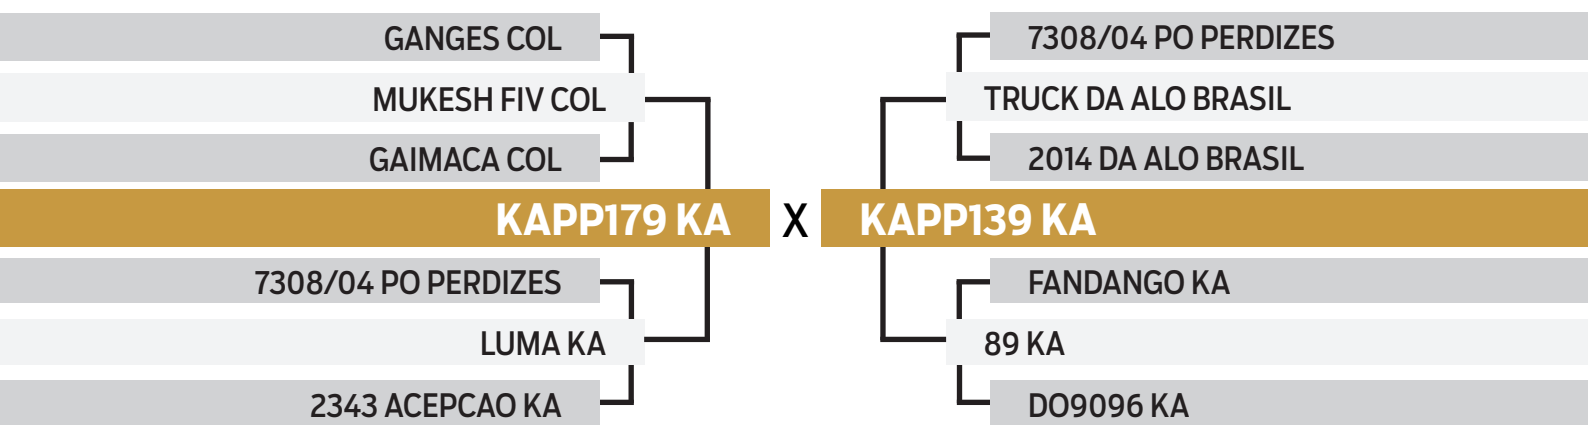 GANGES COL
MUKESH FIV COL
GAIMACA COL
KAPP179 KA
7308/04 PO PERDIZES
LUMA KA
2343 ACEPCAO KA
X
7308/04 PO PERDIZES
TRUCK DA ALO BRASIL
2014 DA ALO BRASIL
KAPP139 KA
FANDANGO KA
89 KA
DO9096 KA